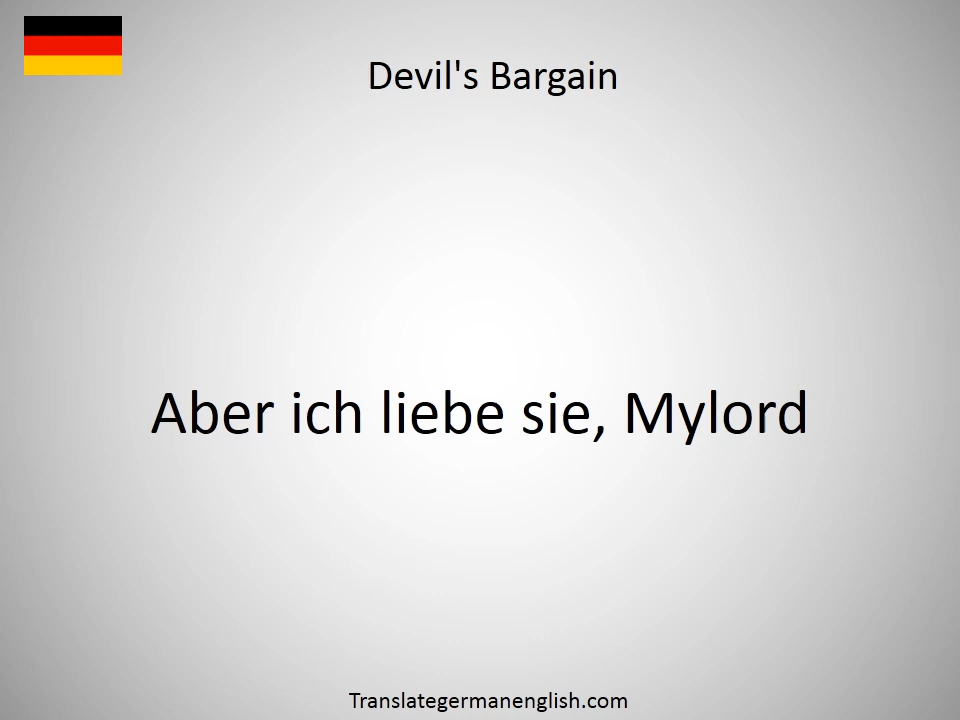 Devil's Bargain
Aber ich liebe sie, Mylord
Translategermanenglish.com